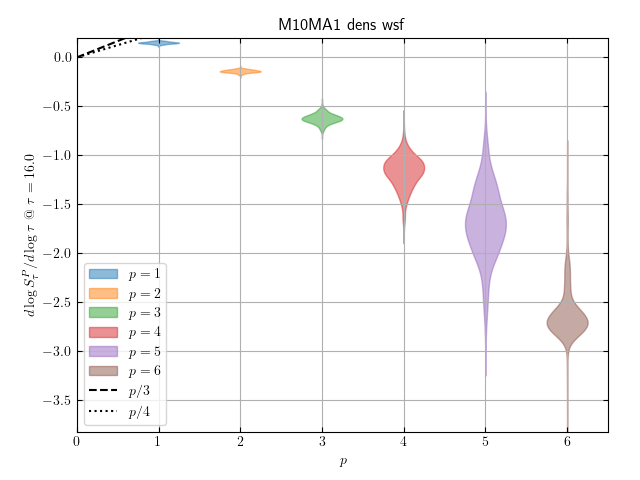 M10MA1 dens wsf
d log S_τ^P / d log τ @ τ = 16.0
0.0
−0.5
−1.0
−1.5
−2.0
−2.5
−3.0
−3.5
p = 1
p = 2
p = 3
p = 4
p = 5
p = 6
p/3
p/4
0 1 2 3 4 5 6
p